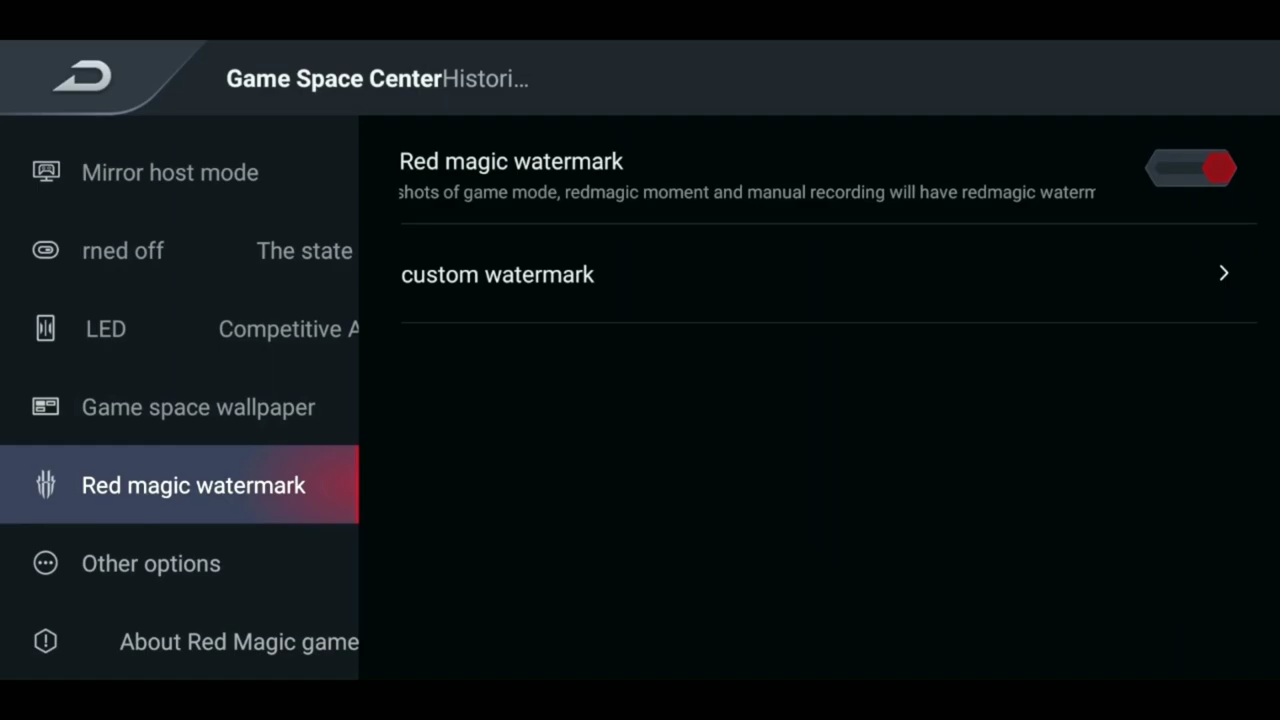 Game Space Center Histori...
Mirror host mode
rned off The state
LED Competitive A
Game space wallpaper
Red magic watermark
Other options
About Red Magic game
Red magic watermark
shots of game mode, redmagic moment and manual recording will have redmagic waterm
custom watermark